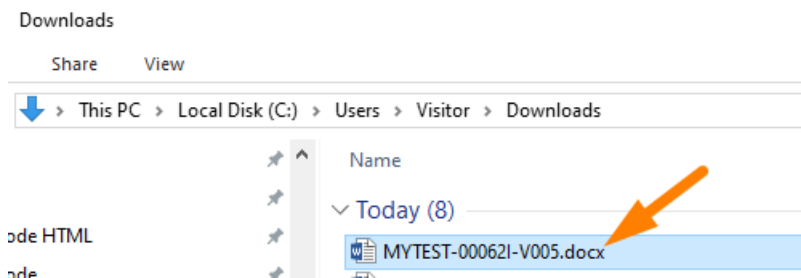 Downloads
Share View
This PC > Local Disk (C:) > Users > Visitor > Downloads
Name
Today (8)
ode HTML
MYTEST-00062I-V005.docx
ode